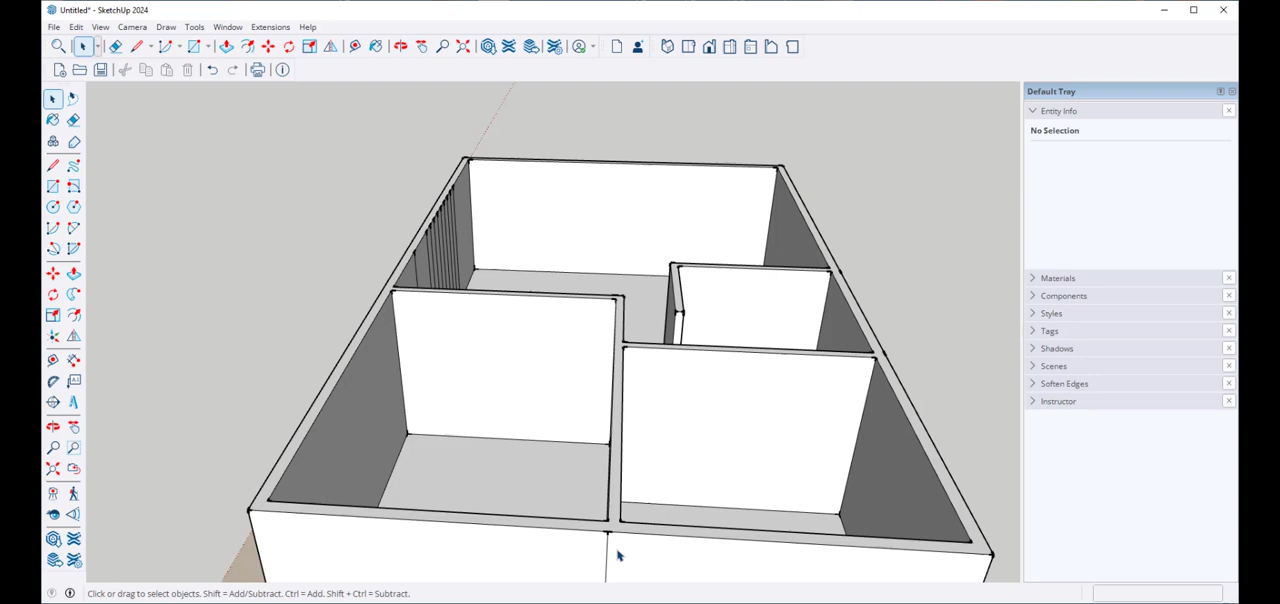 Untitled* - SketchUp 2024
File Edit View Camera Draw Tools Window Extensions Help
Default Tray
Entity Info
No Selection
Materials
Components
Styles
Tags
Shadows
Scenes
Soften Edges
Instructor
Click or drag to select objects. Shift = Add/Subtract. Ctrl = Add. Shift + Ctrl = Subtract.